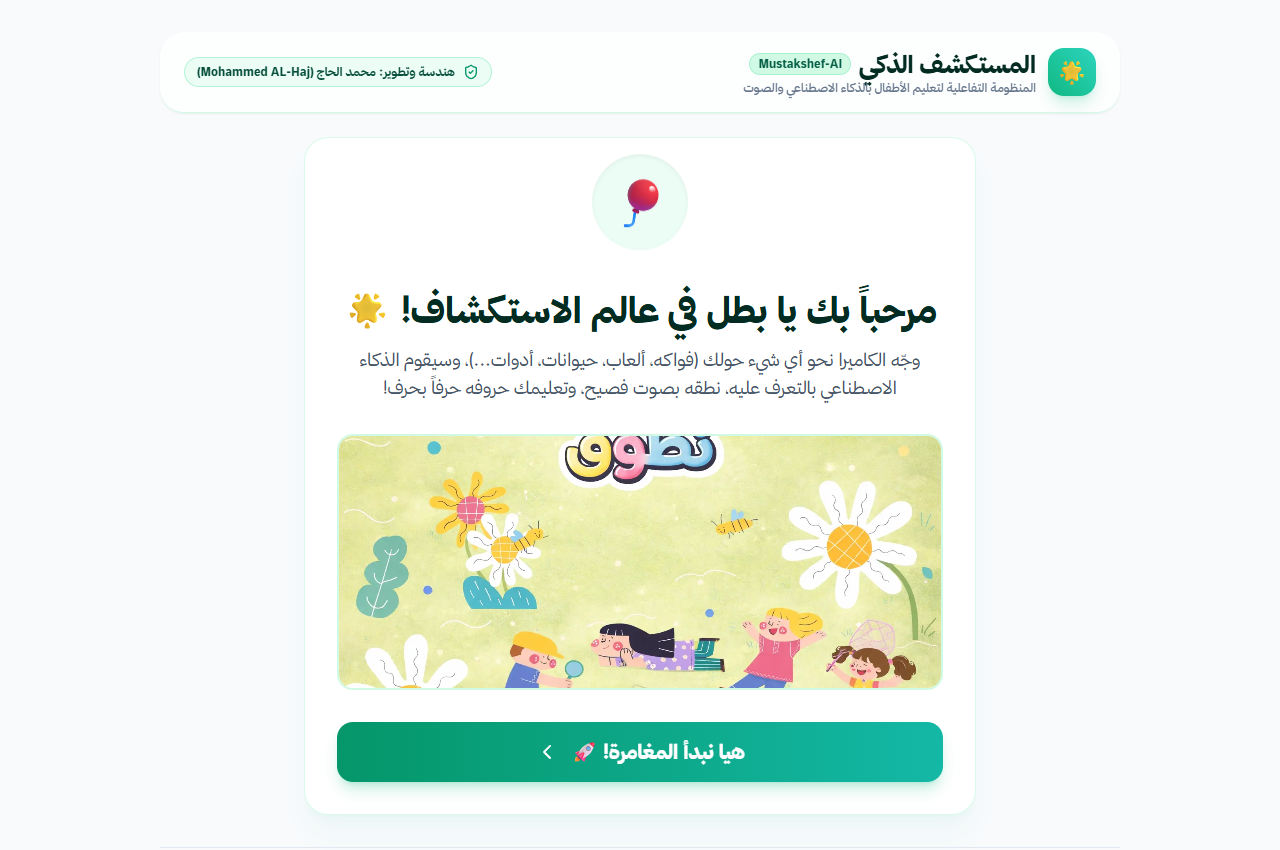 المستكشف الذكي Mustakshef-AI
المنظومة التفاعلية لتعليم الأطفال بالذكاء الاصطناعي والصوت
هندسة وتطوير: محمد الحاج (Mohammed AL-Haj)
مرحباً بك يا بطل في عالم الاستكشاف!
وجّه الكاميرا نحو أي شيء حولك (فواكه، ألعاب، حيوانات، أدوات...)، وسيقوم الذكاء
الاصطناعي بالتعرف عليه، نطقه بصوت فصيح، وتعليمك حروفه حرفاً بحرف!
نطوق
هيا نبدأ المغامرة!